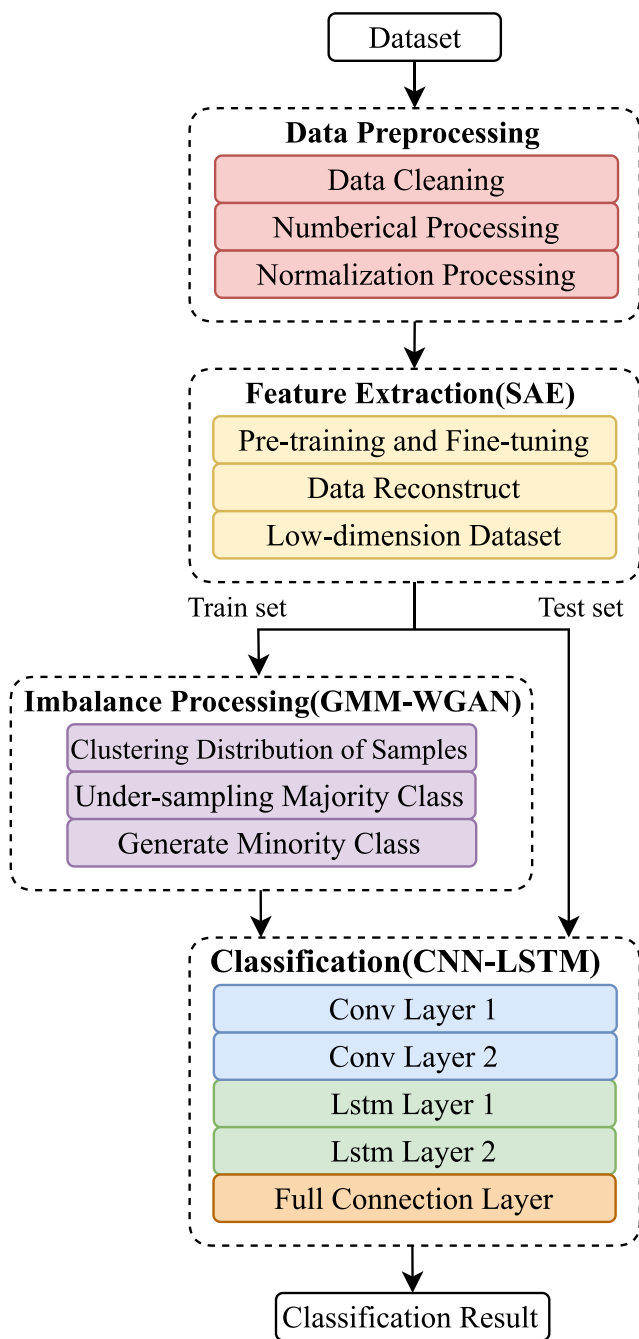 Dataset
Data Preprocessing
Data Cleaning
Numberical Processing
Normalization Processing
Feature Extraction(SAE)
Pre-training and Fine-tuning
Data Reconstruct
Low-dimension Dataset
Train set
Test set
Imbalance Processing(GMM-WGAN)
Clustering Distribution of Samples
Under-sampling Majority Class
Generate Minority Class
Classification(CNN-LSTM)
Conv Layer 1
Conv Layer 2
Lstm Layer 1
Lstm Layer 2
Full Connection Layer
Classification Result